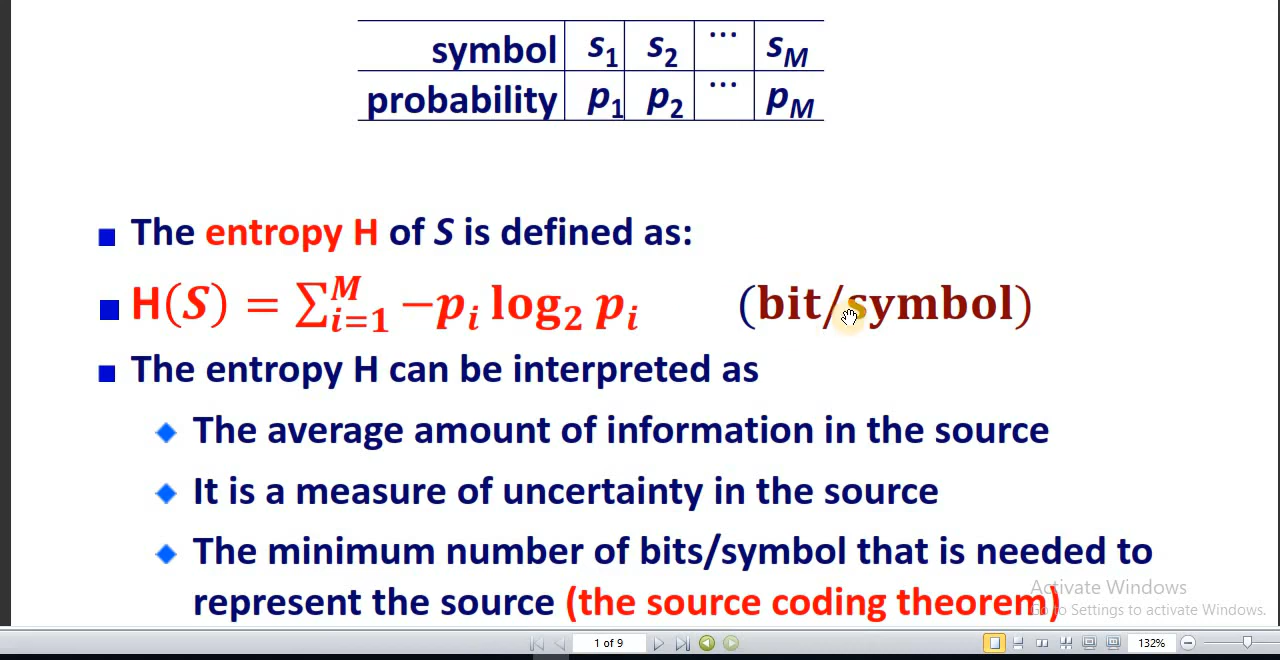 symbol s1 s2 ... sM
probability p1 p2 ... pM
The entropy H of S is defined as:
H(S) = ∑_{i=1}^{M} −p_i log_2 p_i (bit/symbol)
The entropy H can be interpreted as
The average amount of information in the source
It is a measure of uncertainty in the source
The minimum number of bits/symbol that is needed to
represent the source (the source coding theorem)
Activate Windows
Go to Settings to activate Windows.
1 of 9
132%